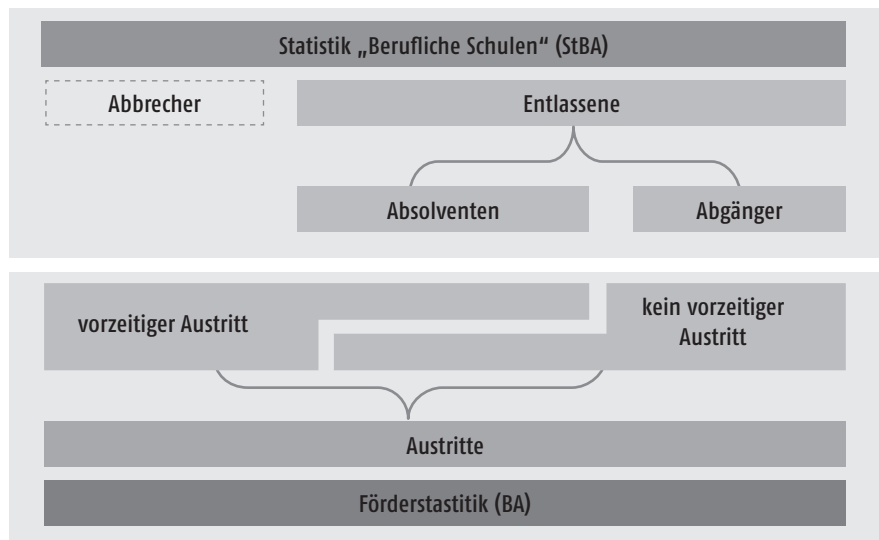 Statistik „Berufliche Schulen“ (StBA)
Abbrecher
Entlassene
Absolventen
Abgänger
vorzeitiger Austritt
kein vorzeitiger
Austritt
Austritte
Förderstastitik (BA)